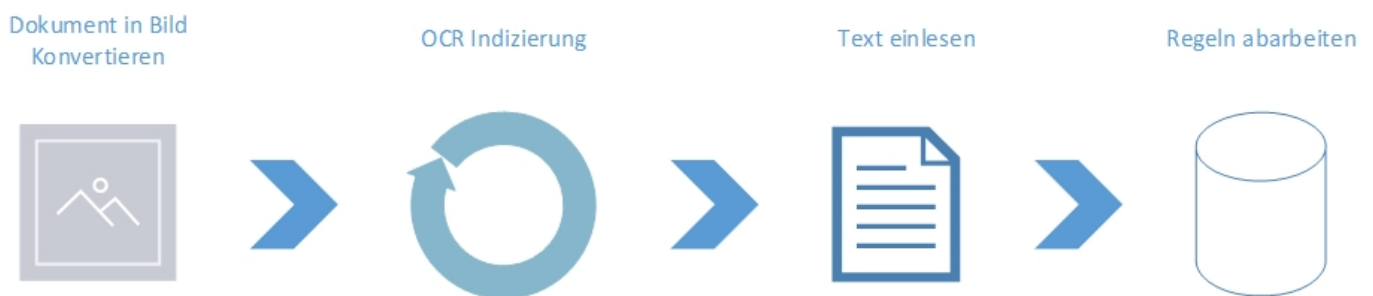 Dokument in Bild
Konvertieren
OCR Indizierung
Text einlesen
Regeln abarbeiten